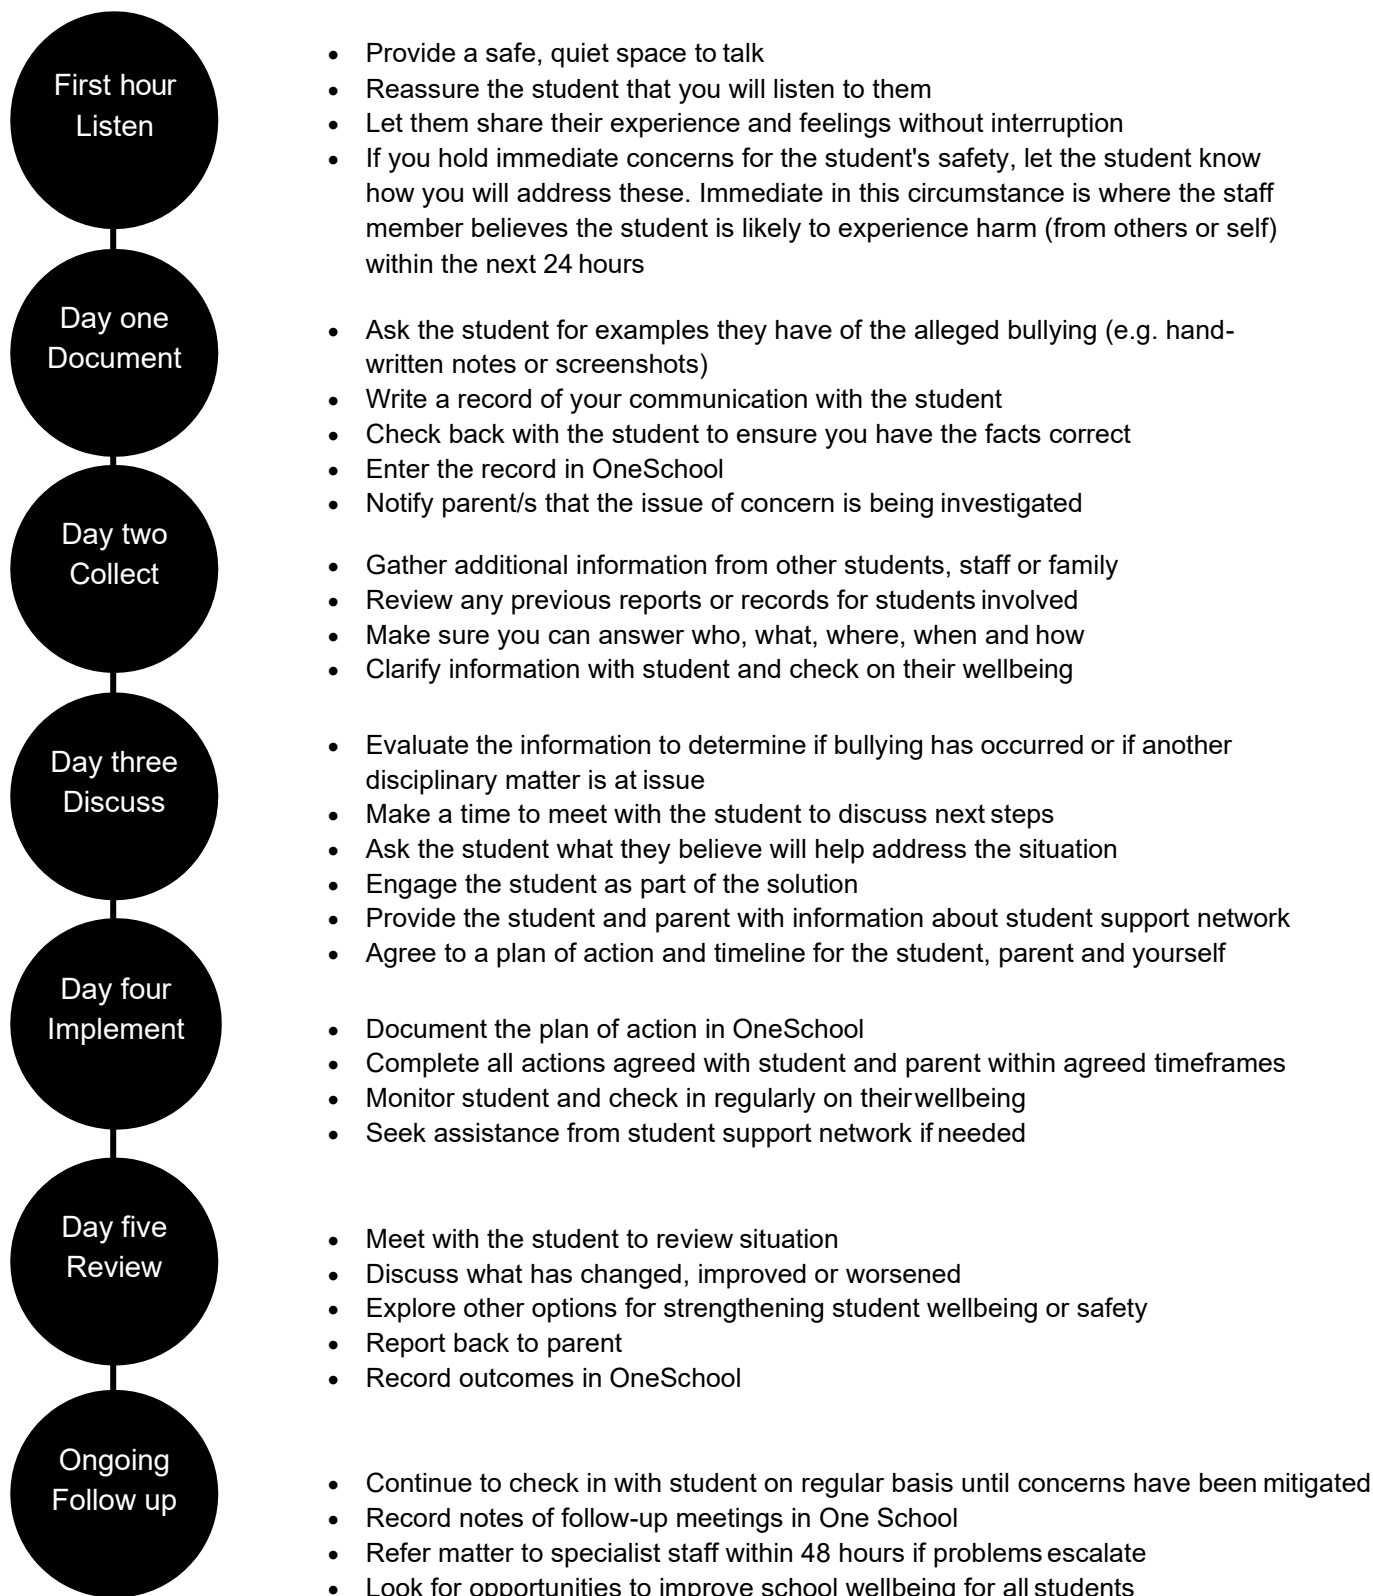 First hour
Listen
• Provide a safe, quiet space to talk
• Reassure the student that you will listen to them
• Let them share their experience and feelings without interruption
• If you hold immediate concerns for the student's safety, let the student know
how you will address these. Immediate in this circumstance is where the staff
member believes the student is likely to experience harm (from others or self)
within the next 24 hours
Day one
Document
• Ask the student for examples they have of the alleged bullying (e.g. hand-
written notes or screenshots)
• Write a record of your communication with the student
• Check back with the student to ensure you have the facts correct
• Enter the record in OneSchool
• Notify parent/s that the issue of concern is being investigated
Day two
Collect
• Gather additional information from other students, staff or family
• Review any previous reports or records for students involved
• Make sure you can answer who, what, where, when and how
• Clarify information with student and check on their wellbeing
Day three
Discuss
• Evaluate the information to determine if bullying has occurred or if another
disciplinary matter is at issue
• Make a time to meet with the student to discuss next steps
• Ask the student what they believe will help address the situation
• Engage the student as part of the solution
• Provide the student and parent with information about student support network
• Agree to a plan of action and timeline for the student, parent and yourself
Day four
Implement
• Document the plan of action in OneSchool
• Complete all actions agreed with student and parent within agreed timeframes
• Monitor student and check in regularly on their wellbeing
• Seek assistance from student support network if needed
Day five
Review
• Meet with the student to review situation
• Discuss what has changed, improved or worsened
• Explore other options for strengthening student wellbeing or safety
• Report back to parent
• Record outcomes in OneSchool
Ongoing
Follow up
• Continue to check in with student on regular basis until concerns have been mitigated
• Record notes of follow-up meetings in One School
• Refer matter to specialist staff within 48 hours if problems escalate
• Look for opportunities to improve school wellbeing for all students